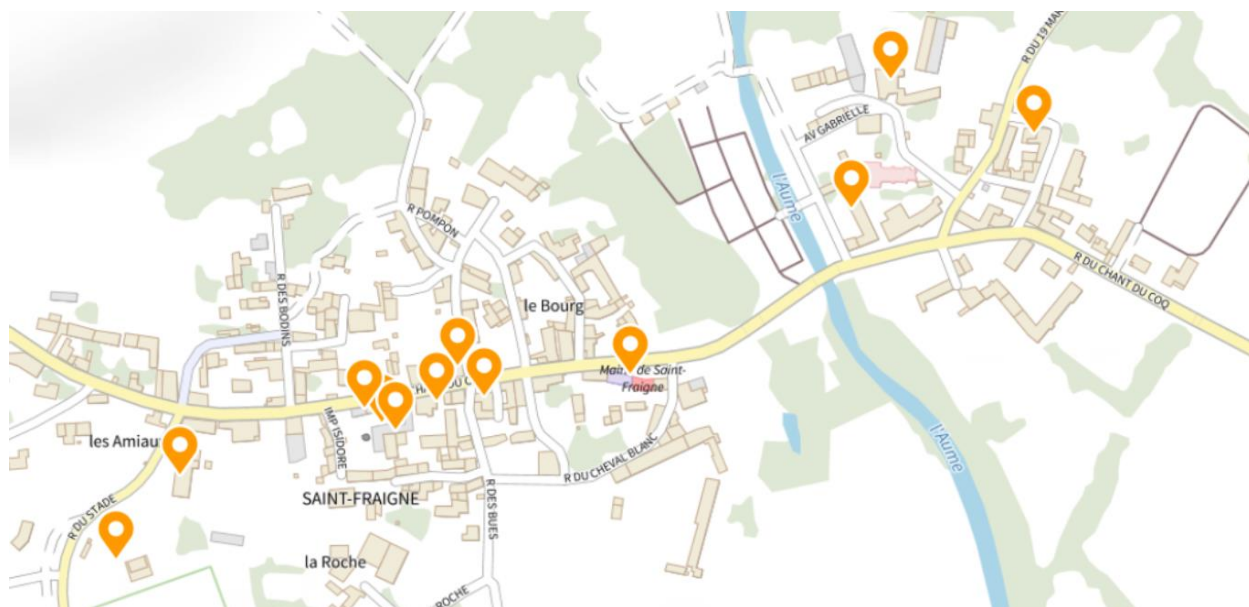 R DU 19 MAR
AV GABRIELLE
l'Aume
R POMPON
R DES BODINS
le Bourg
R DU CHANT DU COQ
Mairie de Saint-
Fraigne
IMP ISIDORE
les Amiau
l'Aume
R DU CHEVAL BLANC
SAINT-FRAIGNE
R DES BUES
R DU STADE
la Roche
ROCHE